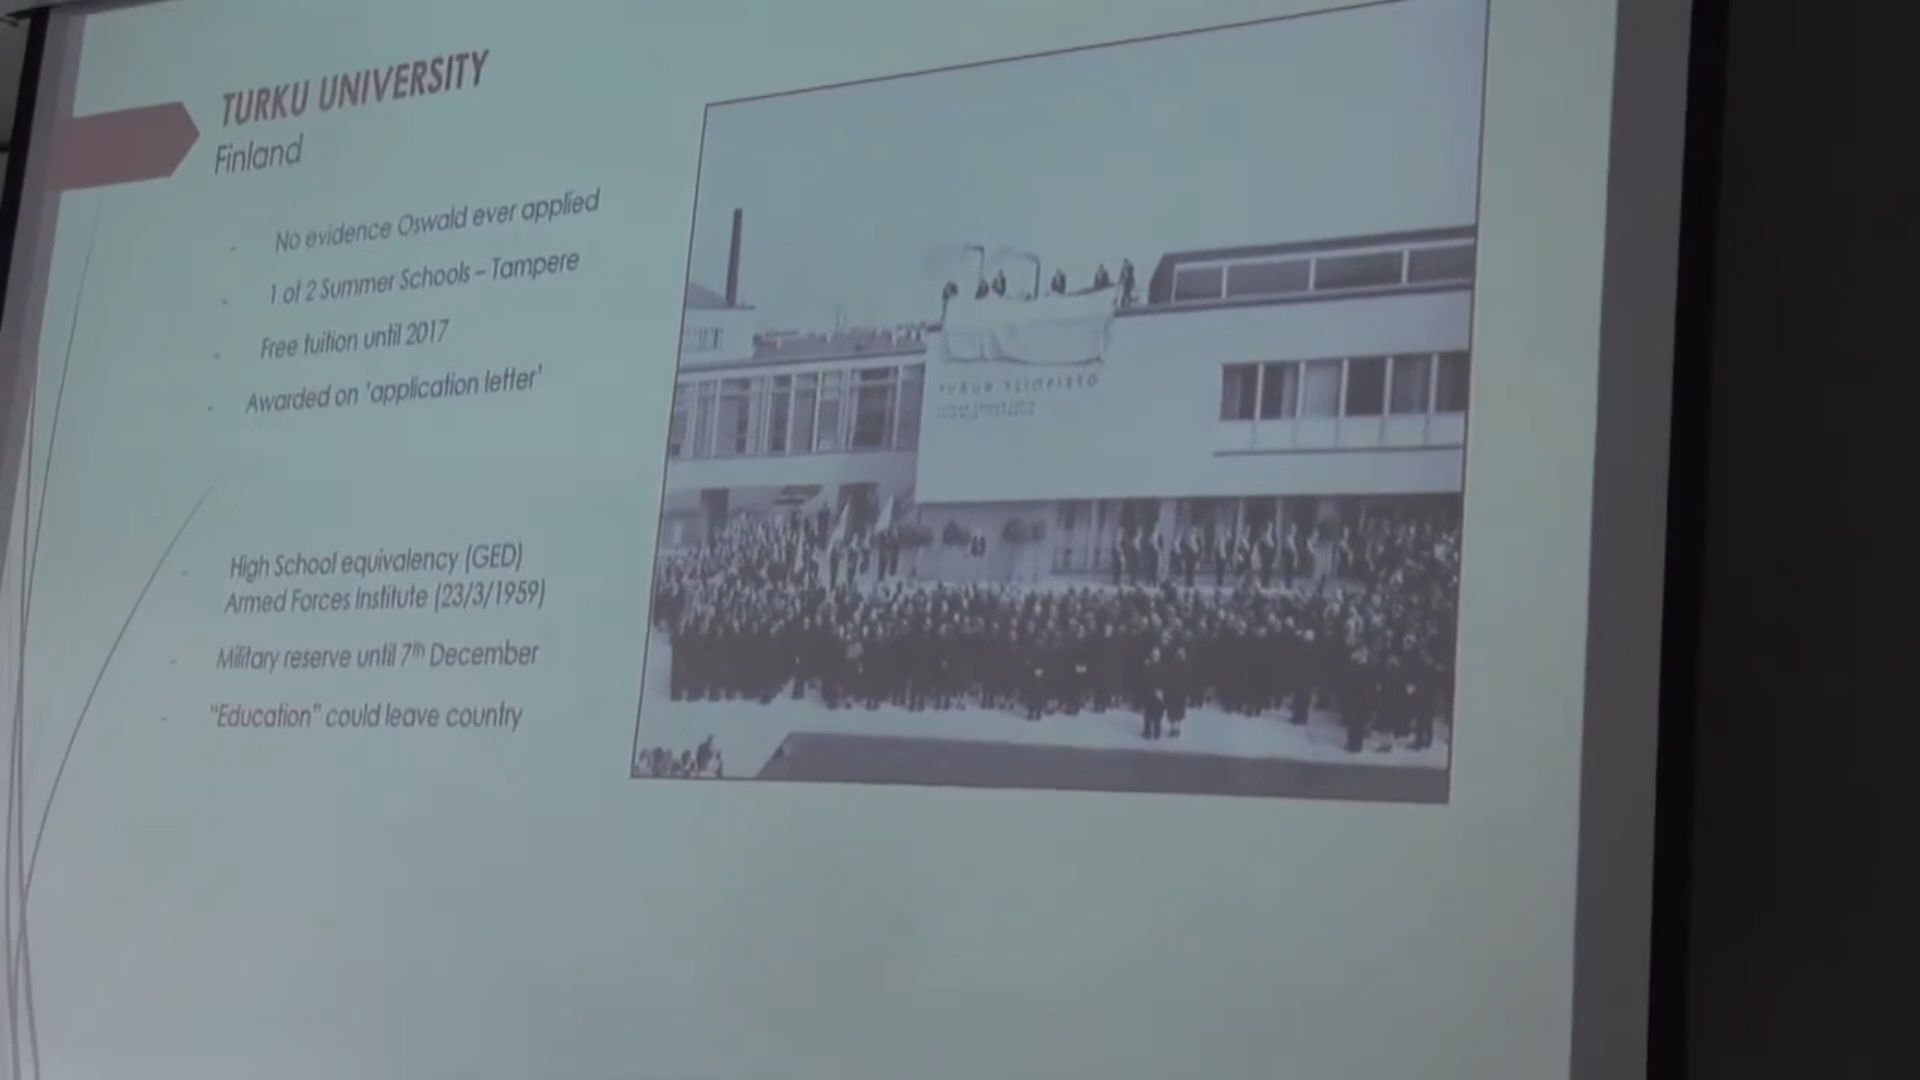 TURKU UNIVERSITY
Finland
- No evidence Oswald ever applied
- 1 of 2 Summer Schools – Tampere
- Free tuition until 2017
- Awarded on 'application letter'
- High School equivalency (GED)
Armed Forces Institute (23/3/1959)
- Military reserve until 7th December
- "Education" could leave country
TURUN YLIOPISTO